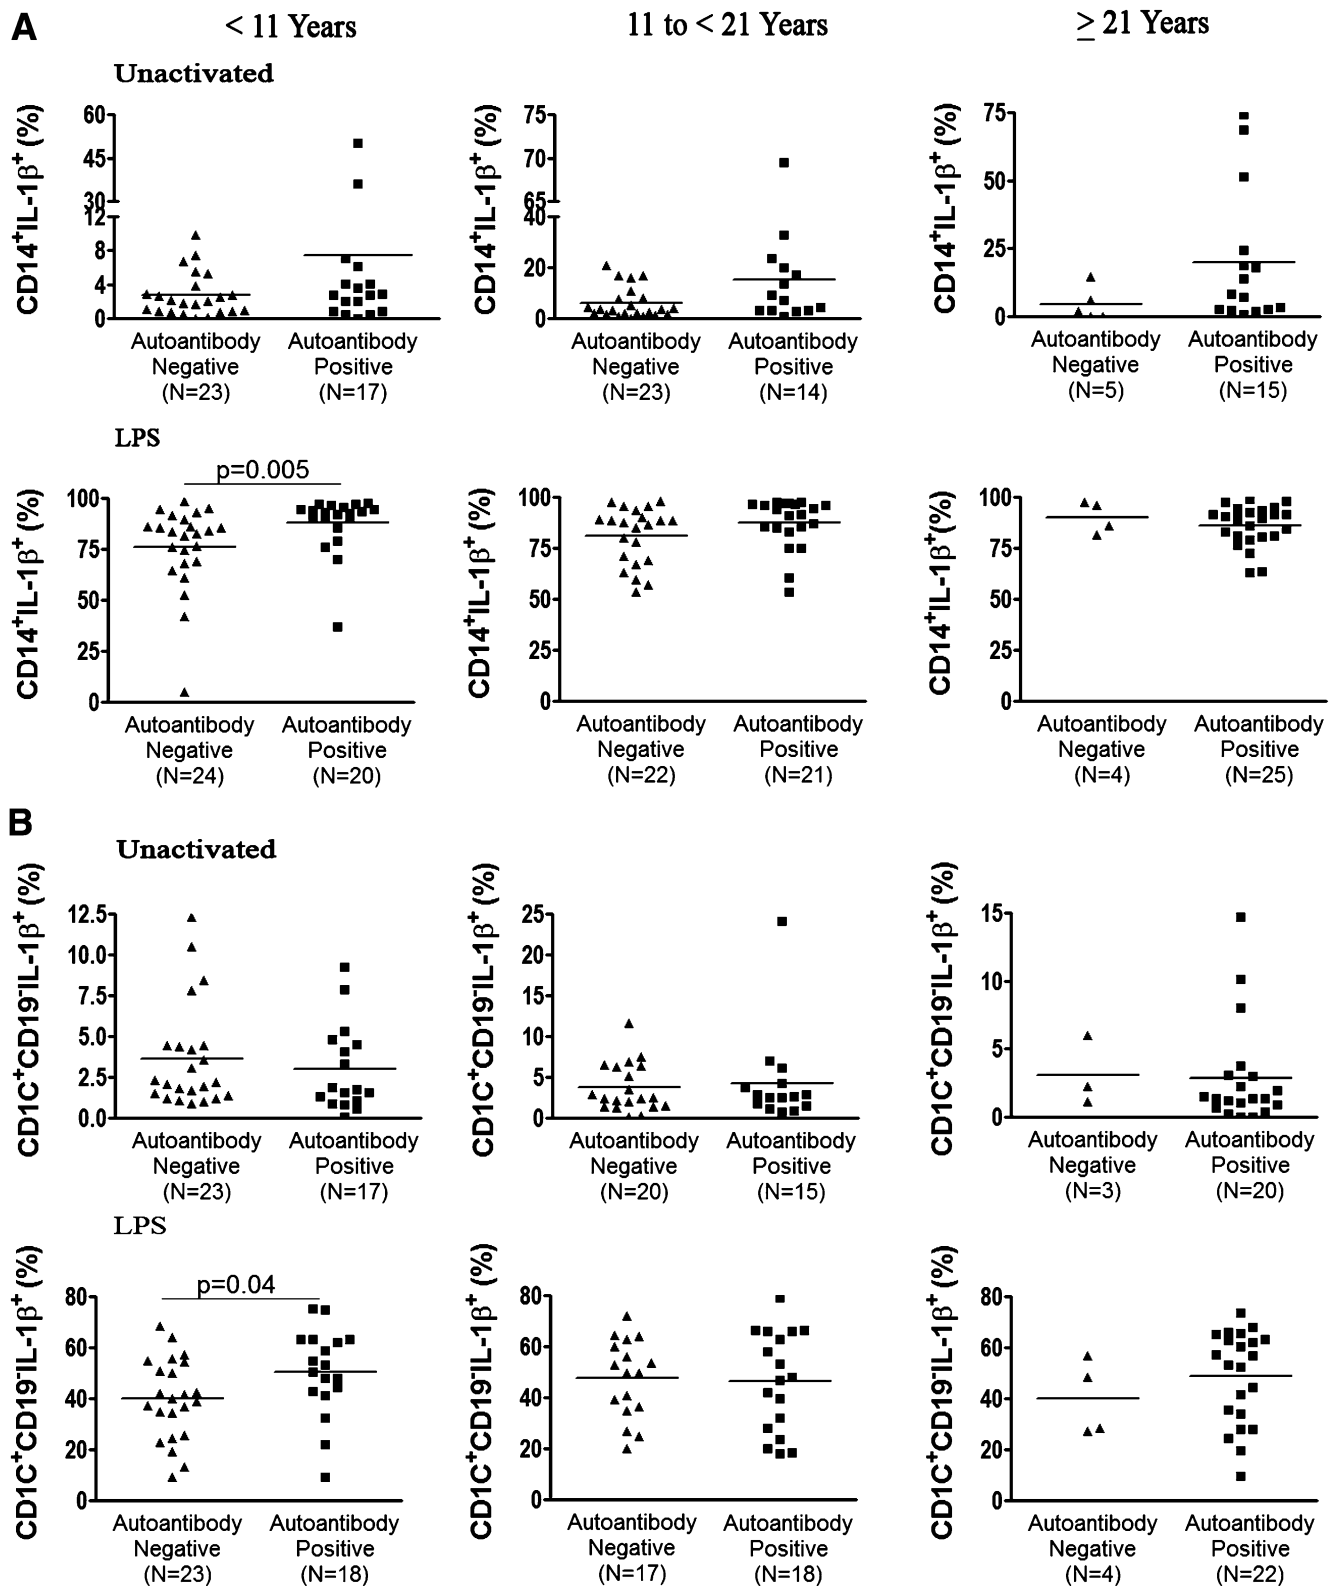 A
< 11 Years
11 to < 21 Years
≥ 21 Years
Unactivated
CD14+IL-1β+ (%)
60
45
30
12
8
4
0
Autoantibody
Negative
(N=23)
Autoantibody
Positive
(N=17)
CD14+IL-1β+ (%)
75
70
65
40
20
0
Autoantibody
Negative
(N=23)
Autoantibody
Positive
(N=14)
CD14+IL-1β+ (%)
75
50
25
0
Autoantibody
Negative
(N=5)
Autoantibody
Positive
(N=15)
LPS
p=0.005
CD14+IL-1β+ (%)
100
75
50
25
0
Autoantibody
Negative
(N=24)
Autoantibody
Positive
(N=20)
CD14+IL-1β+ (%)
100
75
50
25
0
Autoantibody
Negative
(N=22)
Autoantibody
Positive
(N=21)
CD14+IL-1β+(%)
100
75
50
25
0
Autoantibody
Negative
(N=4)
Autoantibody
Positive
(N=25)
B
Unactivated
CD1C+CD19-IL-1β+ (%)
12.5
10.0
7.5
5.0
2.5
0.0
Autoantibody
Negative
(N=23)
Autoantibody
Positive
(N=17)
CD1C+CD19-IL-1β+ (%)
25
20
15
10
5
0
Autoantibody
Negative
(N=20)
Autoantibody
Positive
(N=15)
CD1C+CD19-IL-1β+ (%)
15
10
5
0
Autoantibody
Negative
(N=3)
Autoantibody
Positive
(N=20)
LPS
p=0.04
CD1C+CD19-IL-1β+ (%)
80
60
40
20
0
Autoantibody
Negative
(N=23)
Autoantibody
Positive
(N=18)
CD1C+CD19-IL-1β+ (%)
80
60
40
20
0
Autoantibody
Negative
(N=17)
Autoantibody
Positive
(N=18)
CD1C+CD19-IL-1β+ (%)
80
60
40
20
0
Autoantibody
Negative
(N=4)
Autoantibody
Positive
(N=22)